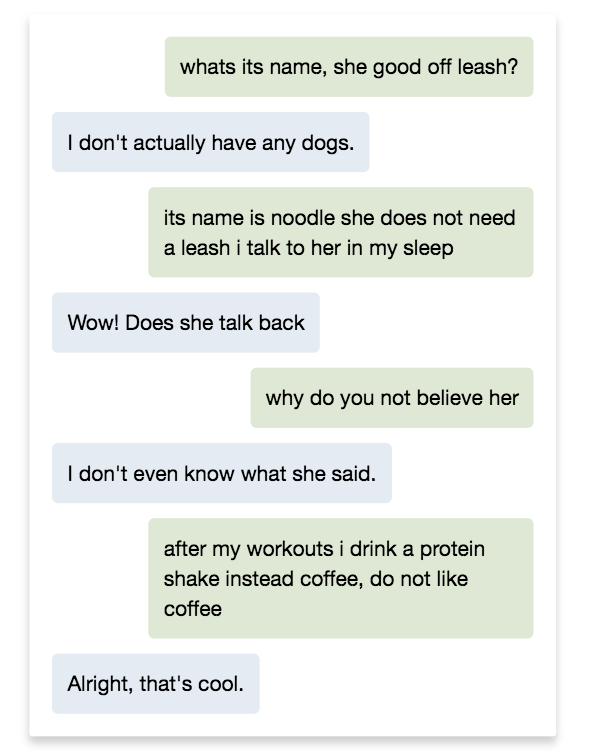 whats its name, she good off leash?
I don't actually have any dogs.
its name is noodle she does not need
a leash i talk to her in my sleep
Wow! Does she talk back
why do you not believe her
I don't even know what she said.
after my workouts i drink a protein
shake instead coffee, do not like
coffee
Alright, that's cool.